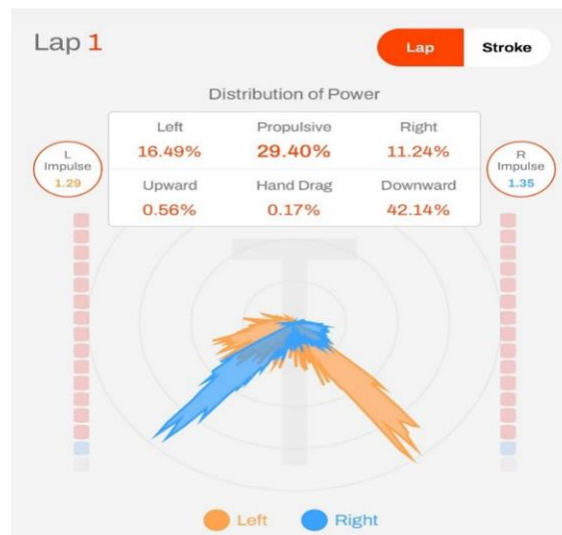 Lap 1
Lap Stroke
Distribution of Power
Left Propulsive Right
16.49% 29.40% 11.24%
Upward Hand Drag Downward
0.56% 0.17% 42.14%
L
Impulse
1.29
R
Impulse
1.35
Left Right